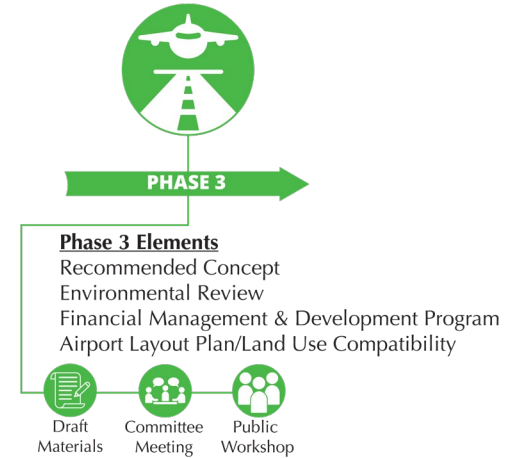 PHASE 3
Phase 3 Elements
Recommended Concept
Environmental Review
Financial Management & Development Program
Airport Layout Plan/Land Use Compatibility
Draft
Materials
Committee
Meeting
Public
Workshop